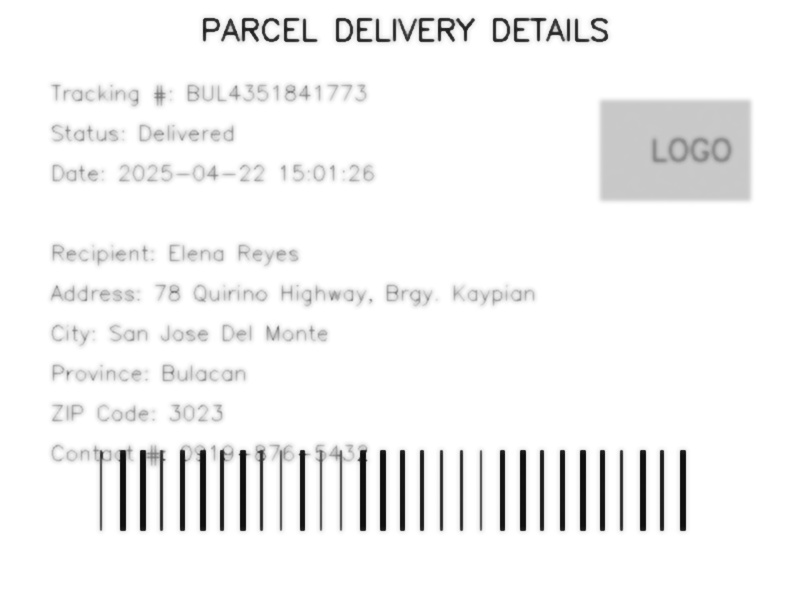 PARCEL DELIVERY DETAILS
Tracking #: BUL4351841773
Status: Delivered
Date: 2025-04-22 15:01:26
LOGO
Recipient: Elena Reyes
Address: 78 Quirino Highway, Brgy. Kaypian
City: San Jose Del Monte
Province: Bulacan
ZIP Code: 3023
Contact #: 0919-876-5432